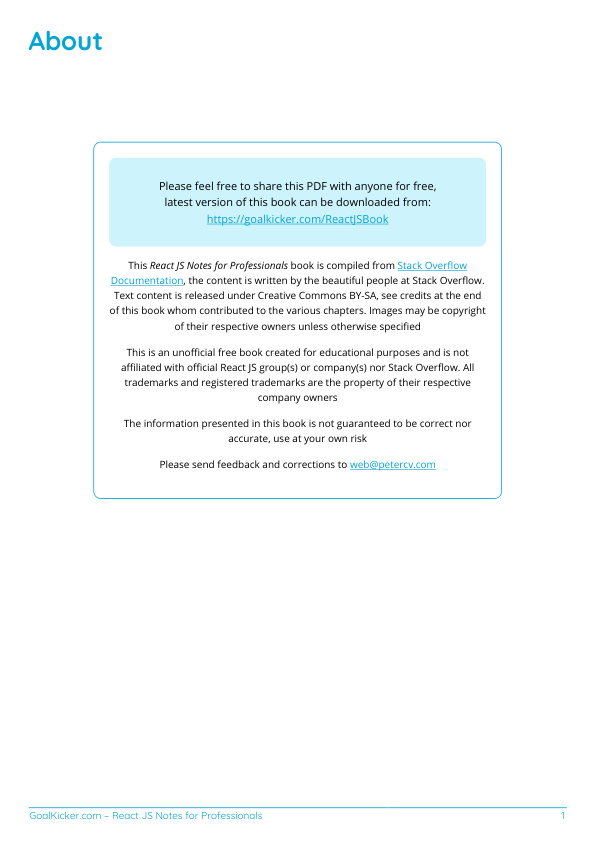 About
Please feel free to share this PDF with anyone for free,
latest version of this book can be downloaded from:
https://goalkicker.com/ReactJSBook
This React JS Notes for Professionals book is compiled from Stack Overflow
Documentation, the content is written by the beautiful people at Stack Overflow.
Text content is released under Creative Commons BY-SA, see credits at the end
of this book whom contributed to the various chapters. Images may be copyright
of their respective owners unless otherwise specified
This is an unofficial free book created for educational purposes and is not
affiliated with official React JS group(s) or company(s) nor Stack Overflow. All
trademarks and registered trademarks are the property of their respective
company owners
The information presented in this book is not guaranteed to be correct nor
accurate, use at your own risk
Please send feedback and corrections to web@petercv.com
GoalKicker.com – React JS Notes for Professionals 1